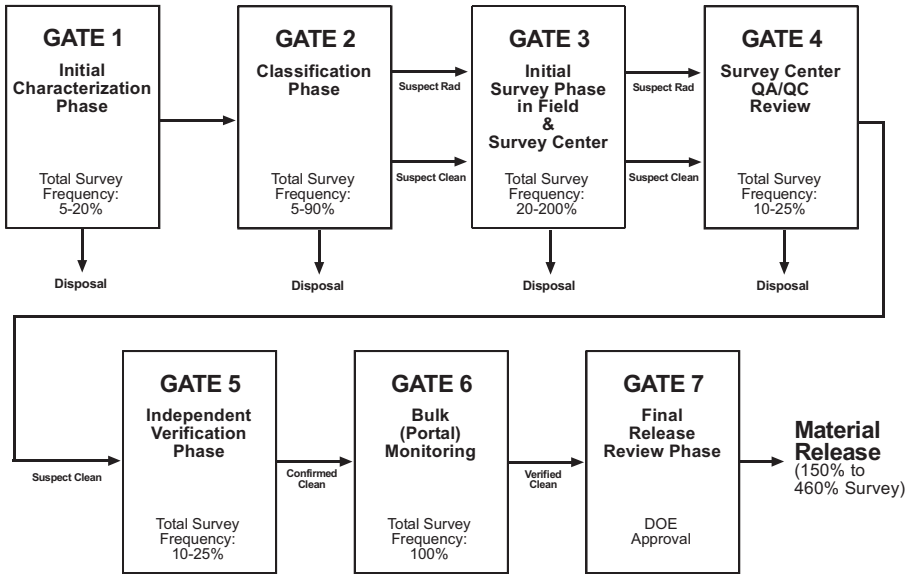 GATE 1
Initial
Characterization
Phase
Total Survey
Frequency:
5-20%
Disposal
GATE 2
Classification
Phase
Total Survey
Frequency:
5-90%
Disposal
Suspect Rad
Suspect Clean
GATE 3
Initial
Survey Phase
in Field
&
Survey Center
Total Survey
Frequency:
20-200%
Disposal
Suspect Rad
Suspect Clean
GATE 4
Survey Center
QA/QC
Review
Total Survey
Frequency:
10-25%
Disposal
Suspect Clean
GATE 5
Independent
Verification
Phase
Total Survey
Frequency:
10-25%
Confirmed
Clean
GATE 6
Bulk
(Portal)
Monitoring
Total Survey
Frequency:
100%
Verified
Clean
GATE 7
Final
Release
Review Phase
DOE
Approval
Material
Release
(150% to
460% Survey)